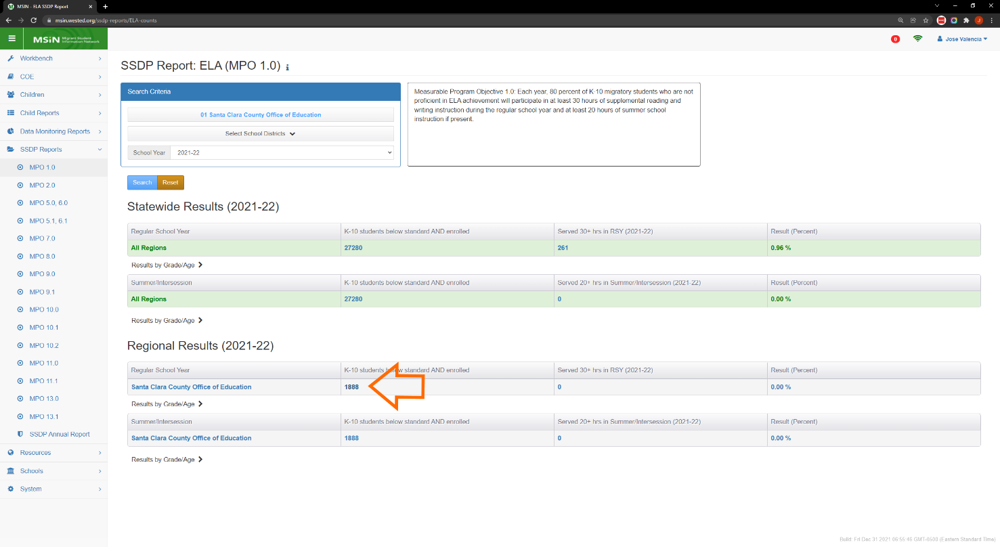 MSIN - ELA SSDP Report
msin.wested.org/ssdp-reports/ELA-counts
J
MSiN Migrant Student Information Network
0
Jose Valencia
Workbench
COE
Children
Child Reports
Data Monitoring Reports
SSDP Reports
MPO 1.0
MPO 2.0
MPO 5.0, 6.0
MPO 5.1, 6.1
MPO 7.0
MPO 8.0
MPO 9.0
MPO 9.1
MPO 10.0
MPO 10.1
MPO 10.2
MPO 11.0
MPO 11.1
MPO 13.0
MPO 13.1
SSDP Annual Report
Resources
Schools
System
SSDP Report: ELA (MPO 1.0)
Search Criteria
01 Santa Clara County Office of Education
Select School Districts
School Year 2021-22
Measurable Program Objective 1.0: Each year, 80 percent of K-10 migratory students who are not
proficient in ELA achievement will participate in at least 30 hours of supplemental reading and
writing instruction during the regular school year and at least 20 hours of summer school
instruction if present.
Search Reset
Statewide Results (2021-22)
Regular School Year K-10 students below standard AND enrolled Served 30+ hrs in RSY (2021-22) Result (Percent)
All Regions 27280 261 0.96 %
Results by Grade/Age
Summer/Intersession K-10 students below standard AND enrolled Served 20+ hrs in Summer/Intersession (2021-22) Result (Percent)
All Regions 27280 0 0.00 %
Results by Grade/Age
Regional Results (2021-22)
Regular School Year K-10 students below standard AND enrolled Served 30+ hrs in RSY (2021-22) Result (Percent)
Santa Clara County Office of Education 1888 0 0.00 %
Results by Grade/Age
Summer/Intersession K-10 students below standard AND enrolled Served 20+ hrs in Summer/Intersession (2021-22) Result (Percent)
Santa Clara County Office of Education 1888 0 0.00 %
Results by Grade/Age
Build: Fri Dec 31 2021 06:55:46 GMT-0500 (Eastern Standard Time)